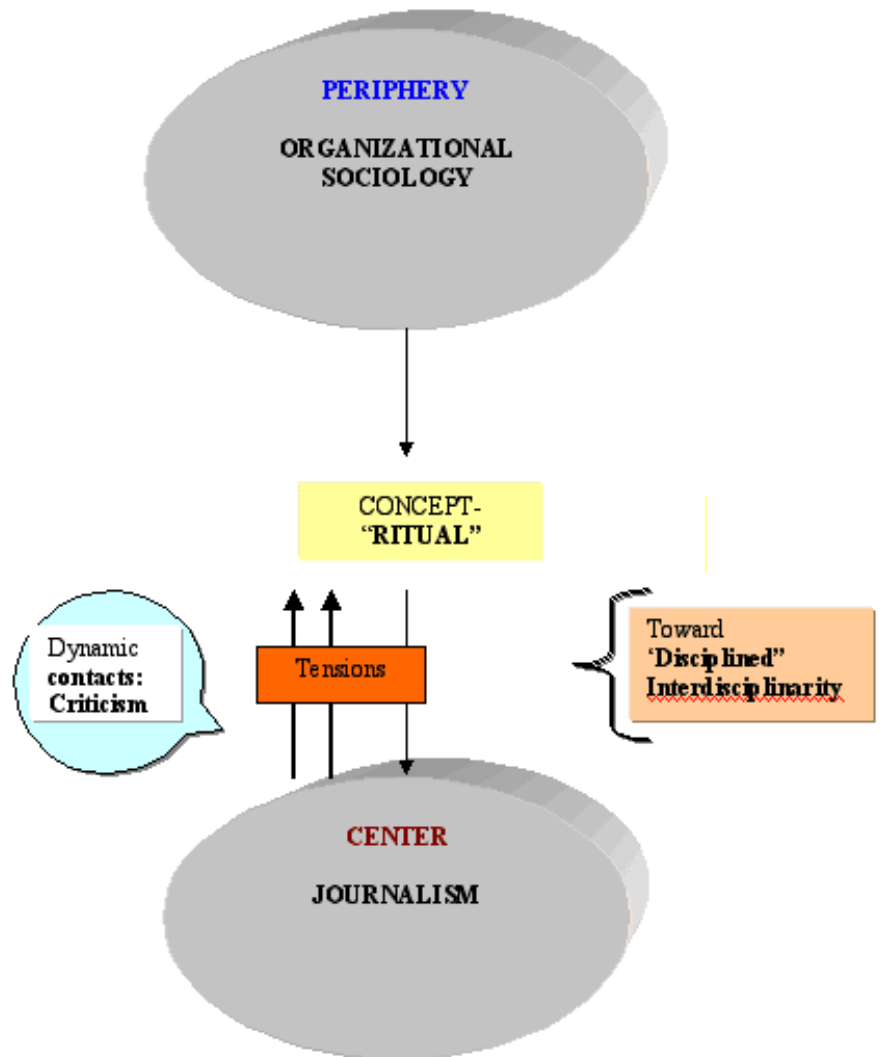 PERIPHERY
ORGANIZATIONAL
SOCIOLOGY
CONCEPT-
“RITUAL”
Dynamic
contacts:
Criticism
Tensions
Toward
‘Disciplined”
Interdisciplinarity
CENTER
JOURNALISM